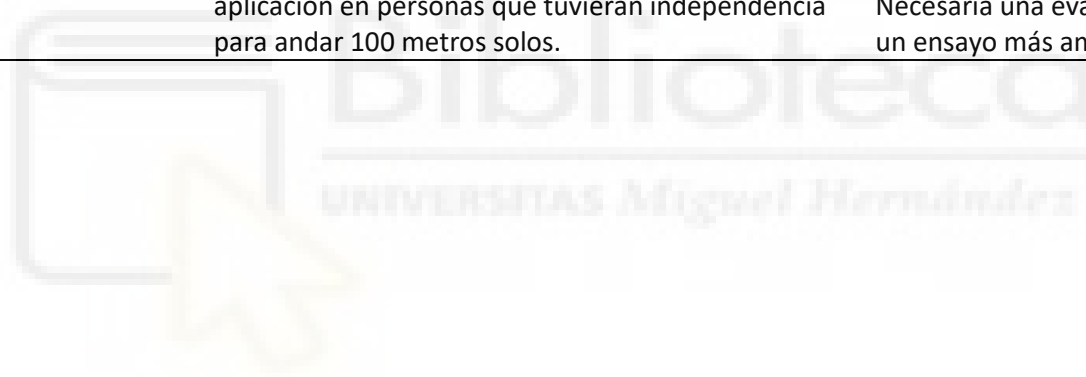 aplicación en personas que tuvieran independencia
para andar 100 metros solos.
Necesaria una eva
un ensayo más am
Biblioteca
UNIVERSITAS Miguel Hernández